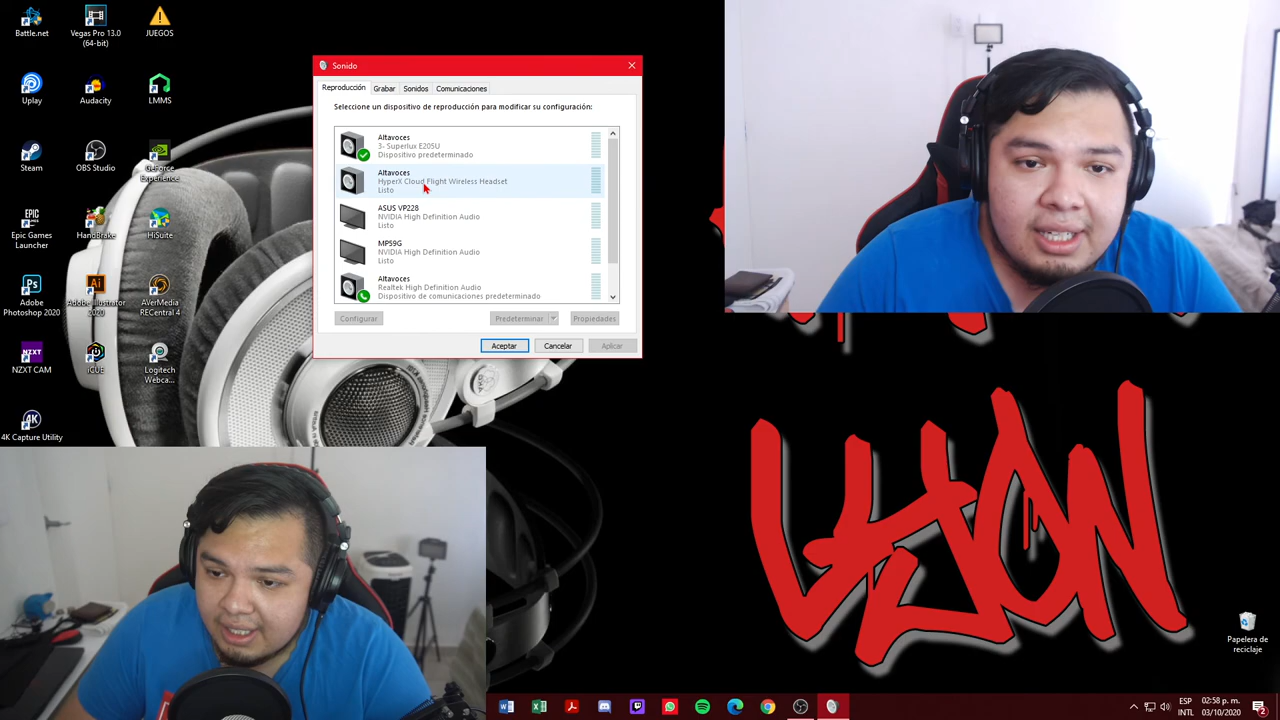 Battle.net
Vegas Pro 13.0
(64-bit)
JUEGOS
Uplay
Audacity
LMMS
Steam
OBS Studio
GeForce
Experience
Epic Games
Launcher
HandBrake
HiSuite
Adobe
Photoshop 2020
Adobe
Illustrator
2020
AVerMedia
RECentral 4
NZXT CAM
iCUE
Logitech
Webca...
4K Capture Utility
Sonido
Reproducción
Grabar
Sonidos
Comunicaciones
Seleccione un dispositivo de reproducción para modificar su configuración:
Altavoces
3- Superlux E205U
Dispositivo predeterminado
Altavoces
HyperX Cloud Flight Wireless Headset
Listo
ASUS VP228
NVIDIA High Definition Audio
Listo
NVIDIA High Definition Audio
Listo
Altavoces
Realtek High Definition Audio
Dispositivo de comunicaciones predeterminado
Configurar
Predeterminar
Propiedades
Aceptar
Cancelar
Aplicar
Papelera de
reciclaje
ESP
INTL
02:58 p. m.
03/10/2020
2